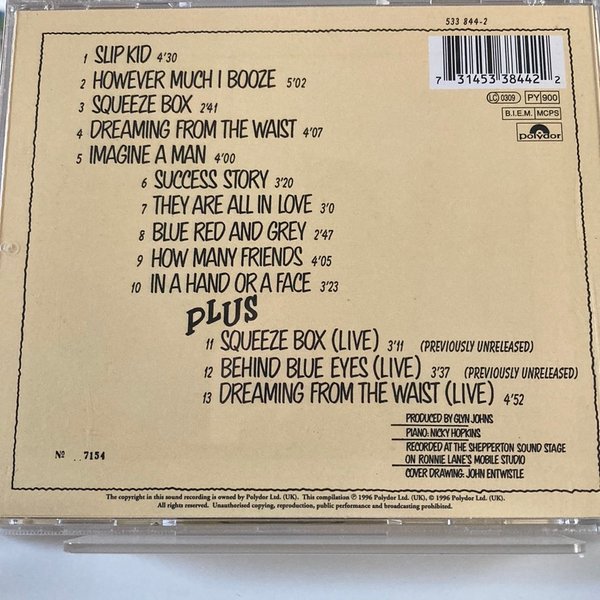 533 844-2
1 SLIP KID 4'30
2 HOWEVER MUCH I BOOZE 5'02
3 SQUEEZE BOX 2'41
4 DREAMING FROM THE WAIST 4'07
5 IMAGINE A MAN 4'00
6 SUCCESS STORY 3'20
7 THEY ARE ALL IN LOVE 3'0
8 BLUE RED AND GREY 2'47
9 HOW MANY FRIENDS 4'05
10 IN A HAND OR A FACE 3'23
PLUS
11 SQUEEZE BOX (LIVE) 3'11 (PREVIOUSLY UNRELEASED)
12 BEHIND BLUE EYES (LIVE) 3'37 (PREVIOUSLY UNRELEASED)
13 DREAMING FROM THE WAIST (LIVE) 4'52
7 31453 38442 2
LC 0309 PY 900
B.I.E.M. MCPS
polydor
PRODUCED BY GLYN JOHNS
PIANO: NICKY HOPKINS
RECORDED AT THE SHEPPERTON SOUND STAGE
ON RONNIE LANE'S MOBILE STUDIO
COVER DRAWING: JOHN ENTWISTLE
Nº 7154
The copyright in this sound recording is owned by Polydor Ltd. (UK). This compilation ℗ 1996 Polydor Ltd. (UK). © 1996 Polydor Ltd. (UK).
All rights reserved. Unauthorised copying, reproduction, public performance and broadcasting prohibited.